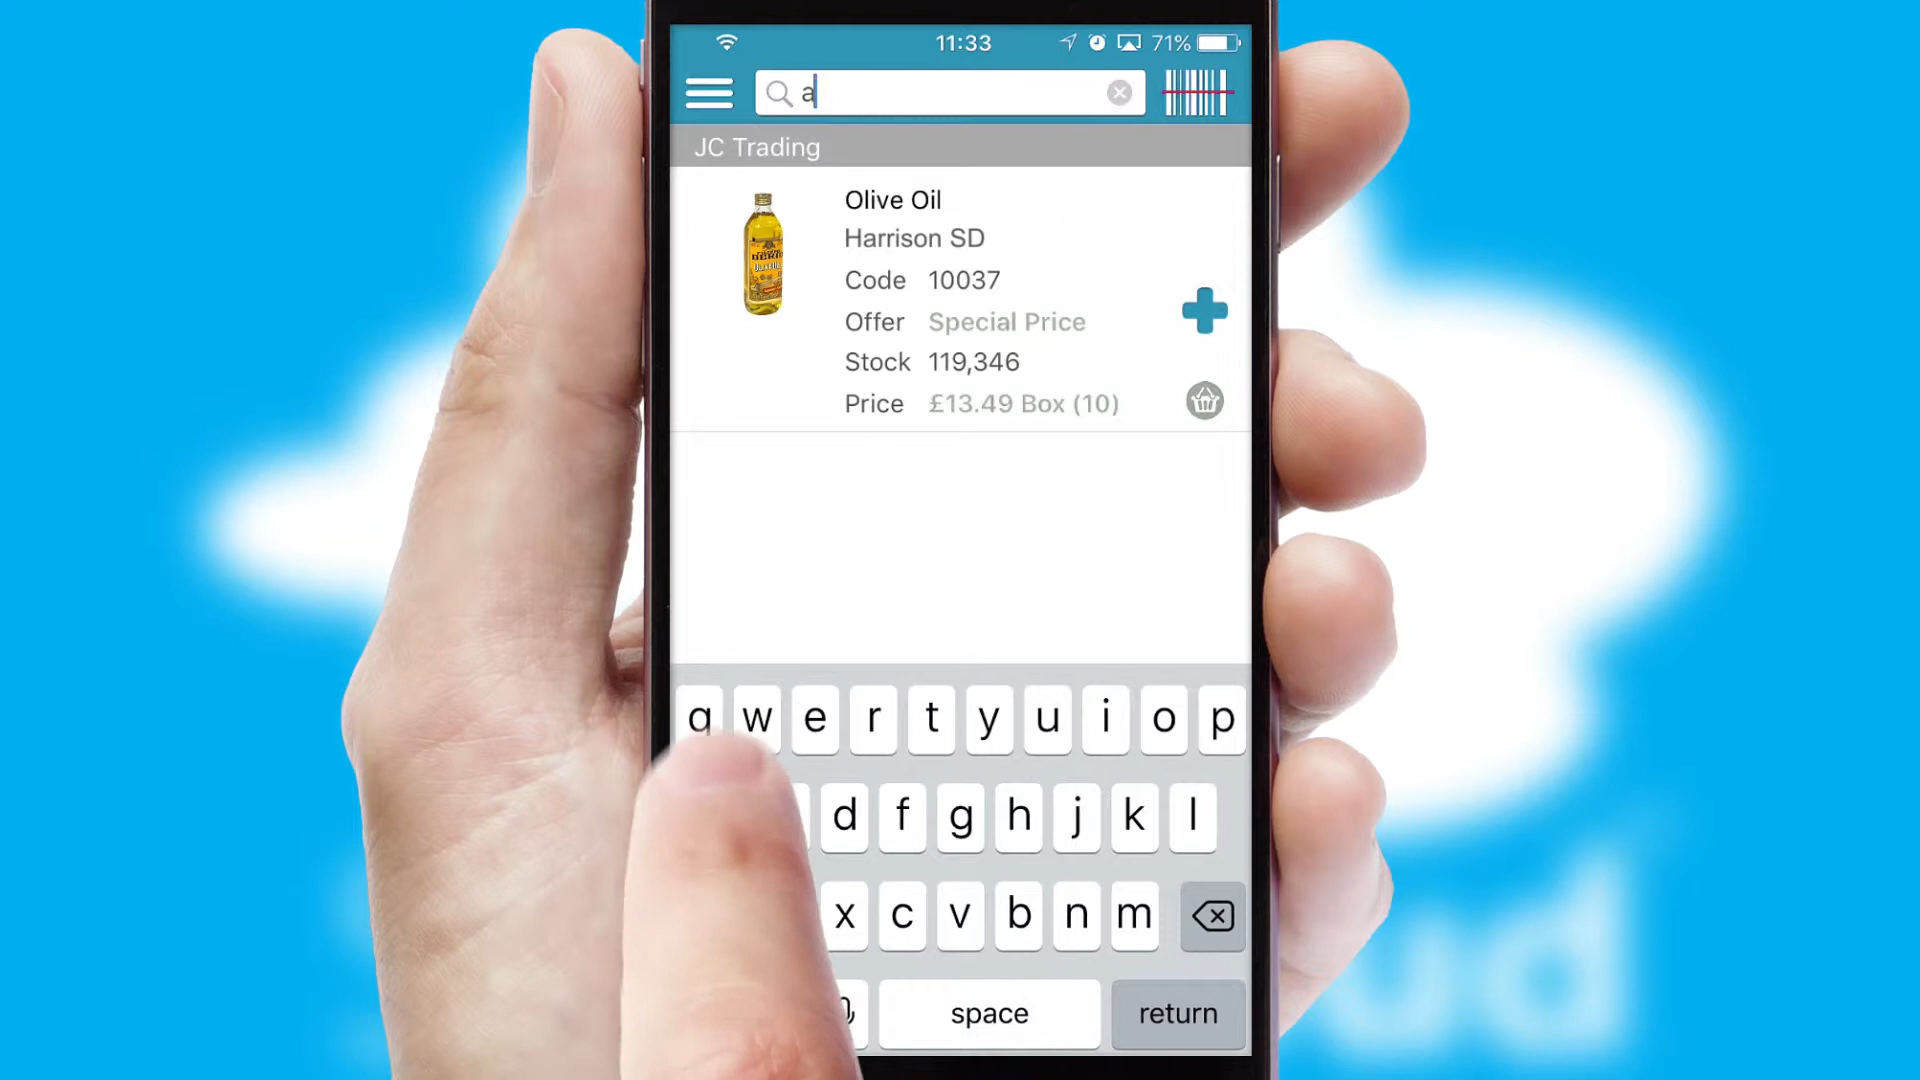 11:33 71%
a
JC Trading
Olive Oil
Harrison SD
Code 10037
Offer Special Price
Stock 119,346
Price £13.49 Box (10)
q w e r t y u i o p
d f g h j k l
x c v b n m
space return